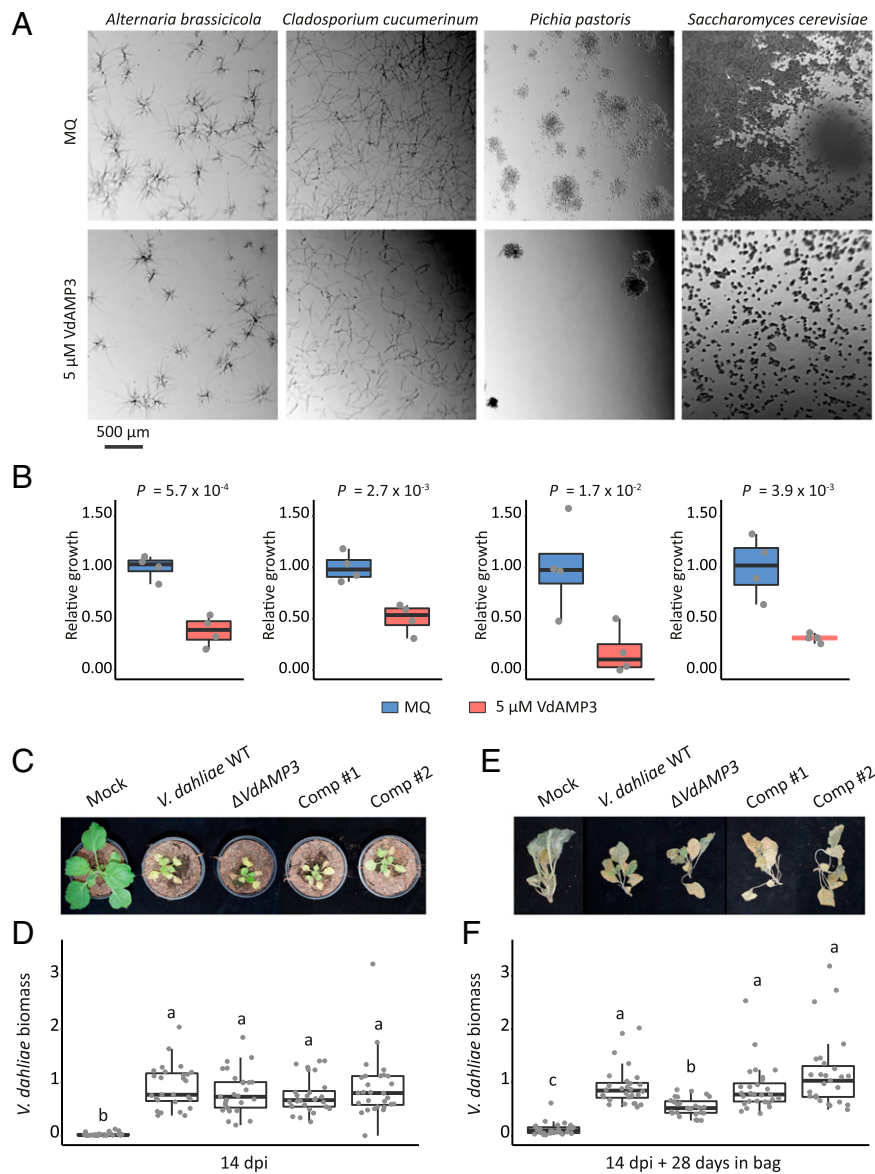 A
Alternaria brassicicola Cladosporium cucumerinum Pichia pastoris Saccharomyces cerevisiae
MQ
5 µM VdAMP3
500 µm
B
P = 5.7 x 10-4 P = 2.7 x 10-3 P = 1.7 x 10-2 P = 3.9 x 10-3
Relative growth
1.50
1.00
0.50
0.00
Relative growth
1.50
1.00
0.50
0.00
Relative growth
1.50
1.00
0.50
0.00
Relative growth
1.50
1.00
0.50
0.00
MQ 5 µM VdAMP3
C
Mock V. dahliae WT ΔVdAMP3 Comp #1 Comp #2
D
V. dahliae biomass
3
2
1
0
b a a a a
14 dpi
E
Mock V. dahliae WT ΔVdAMP3 Comp #1 Comp #2
F
V. dahliae biomass
3
2
1
0
c a b a a
14 dpi + 28 days in bag